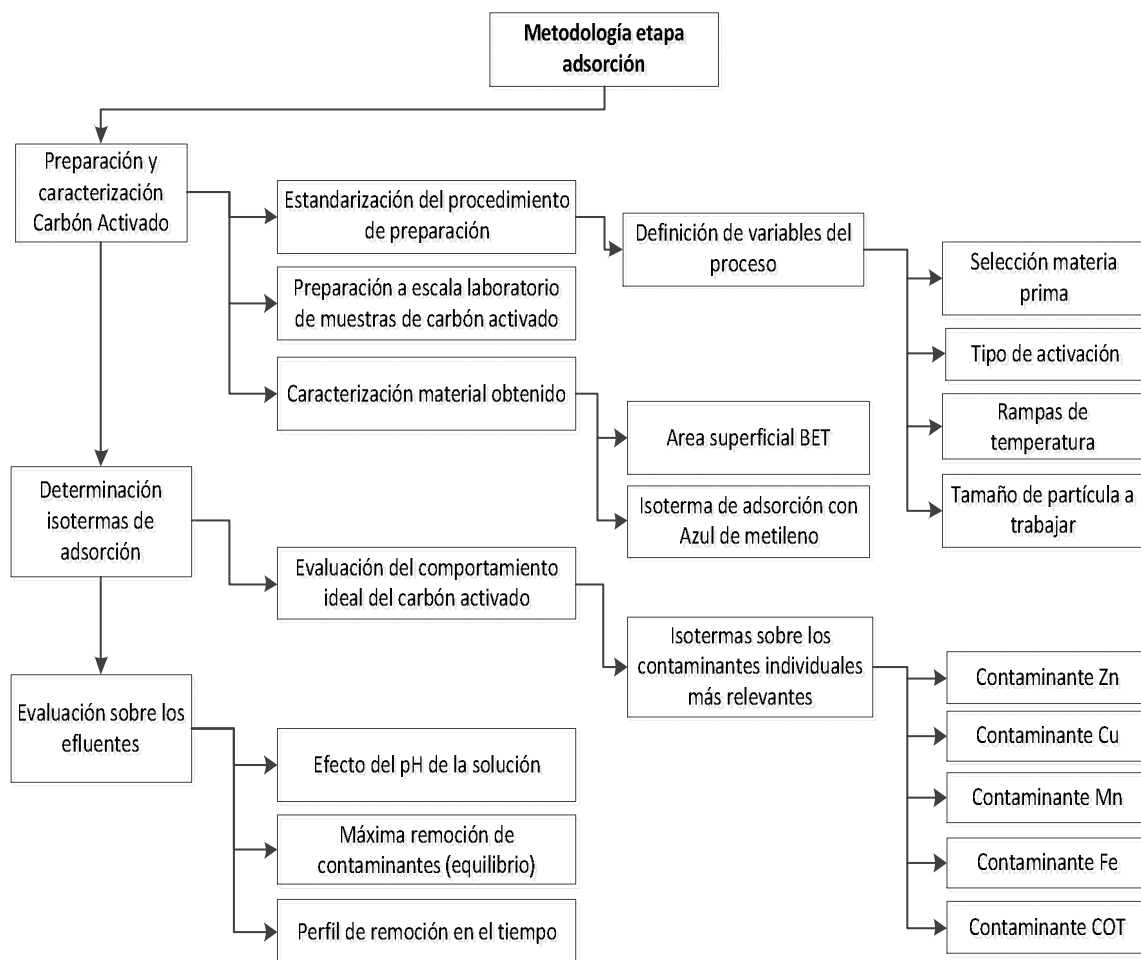 Metodología etapa
adsorción
Preparación y
caracterización
Carbón Activado
Estandarización del procedimiento
de preparación
Definición de variables del
proceso
Selección materia
prima
Preparación a escala laboratorio
de muestras de carbón activado
Tipo de activación
Caracterización material obtenido
Rampas de
temperatura
Area superficial BET
Tamaño de partícula a
trabajar
Isoterma de adsorción con
Azul de metileno
Determinación
isotermas de
adsorción
Evaluación del comportamiento
ideal del carbón activado
Isotermas sobre los
contaminantes individuales
más relevantes
Contaminante Zn
Contaminante Cu
Contaminante Mn
Contaminante Fe
Contaminante COT
Evaluación sobre los
efluentes
Efecto del pH de la solución
Máxima remoción de
contaminantes (equilibrio)
Perfil de remoción en el tiempo